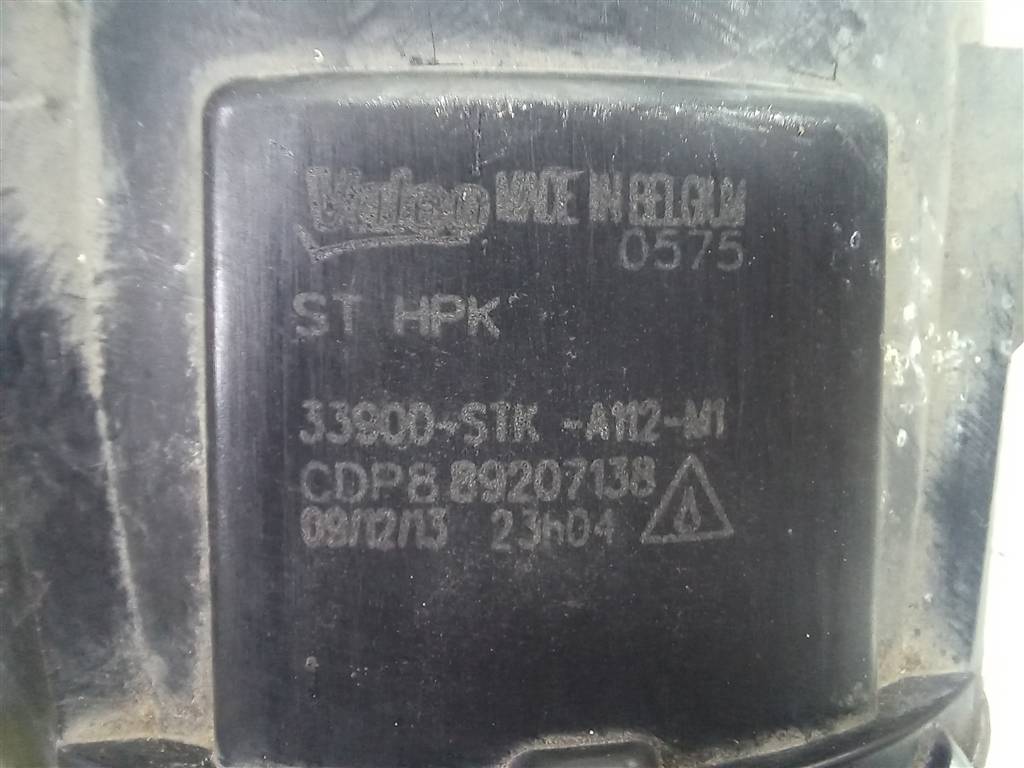 Valeo MADE IN BELGIUM
0575
ST HPK
33900-STK -A112-M1
CDP8.89207138
09/12/13 23h04